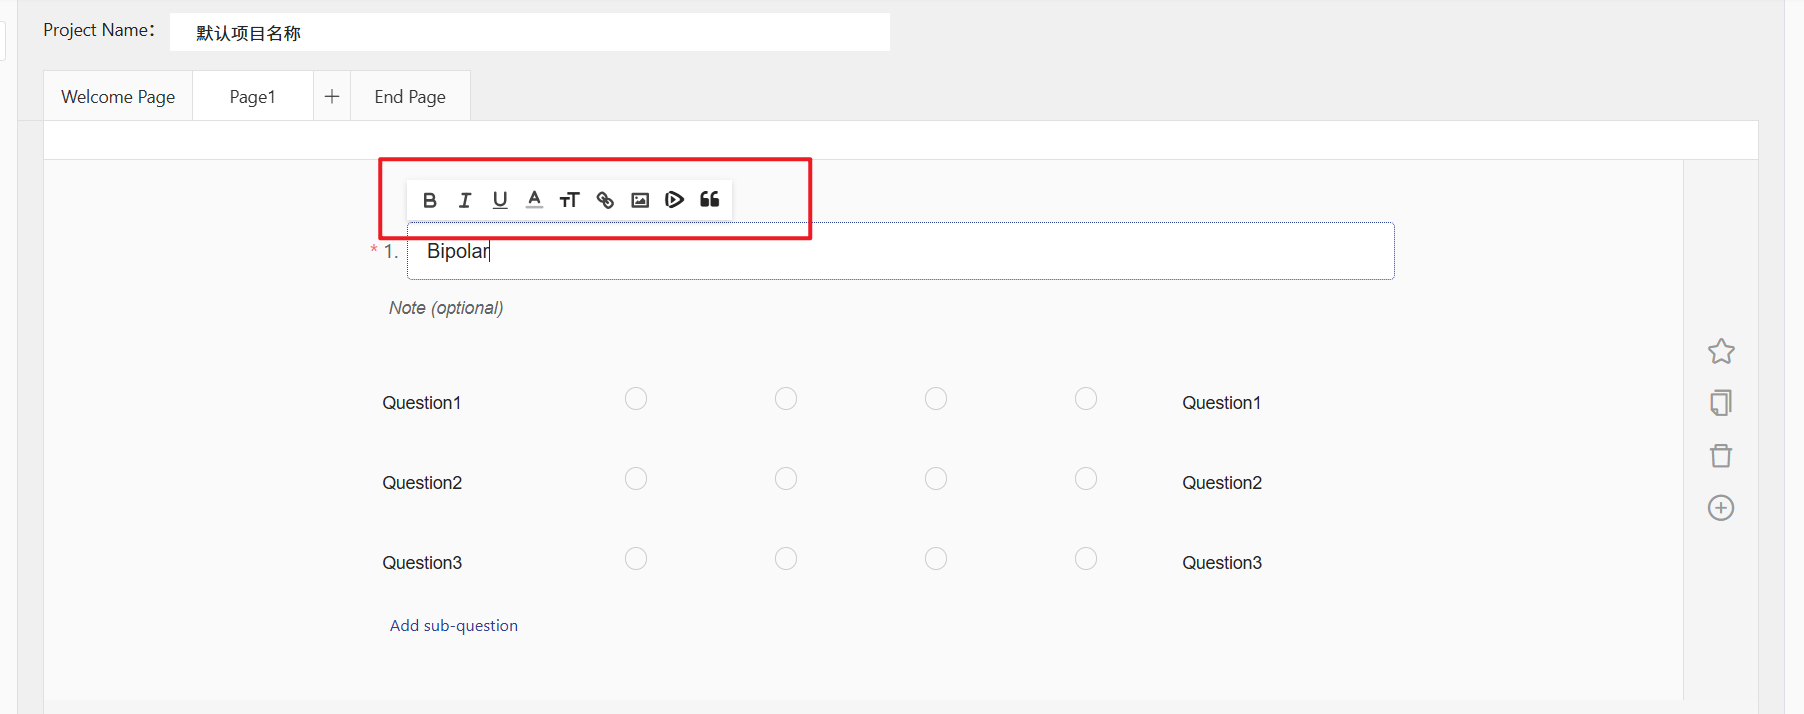 Project Name： 默认项目名称
Welcome Page Page1 + End Page
B I U A TT
* 1. Bipolar
Note (optional)
Question1 Question1
Question2 Question2
Question3 Question3
Add sub-question